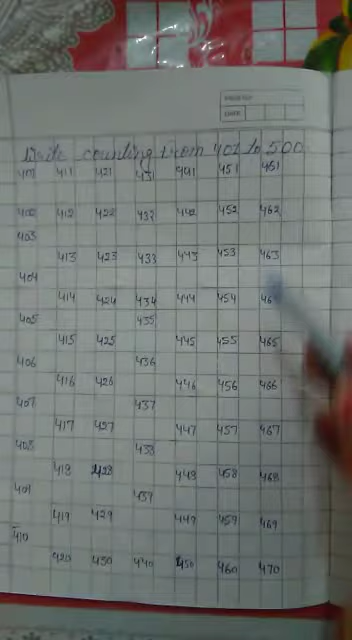 DATE
Write counting from 401 to 500.
401 411 421 431 441 451 451
402 412 422 432 442 452 462
403
413 423 433 443 453 463
404
414 424 434 444 454
405 435
415 425 445 455 465
406 436
416 426 446 456 466
407 437
417 427 447 457 467
408 438
418 428 448 458 468
409 439
419 429 449 459 469
410
420 430 440 450 460 470